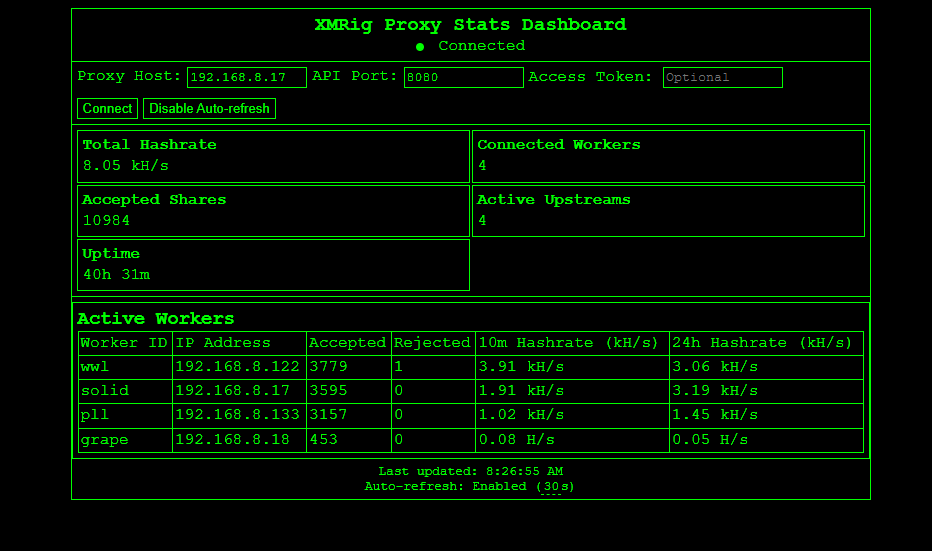 XMRig Proxy Stats Dashboard
● Connected
Proxy Host: 192.168.8.17 API Port: 8080 Access Token: Optional
Connect Disable Auto-refresh
Total Hashrate
8.05 kH/s
Connected Workers
4
Accepted Shares
10984
Active Upstreams
4
Uptime
40h 31m
Active Workers
Worker ID IP Address Accepted Rejected 10m Hashrate (kH/s) 24h Hashrate (kH/s)
wwl 192.168.8.122 3779 1 3.91 kH/s 3.06 kH/s
solid 192.168.8.17 3595 0 1.91 kH/s 3.19 kH/s
pll 192.168.8.133 3157 0 1.02 kH/s 1.45 kH/s
grape 192.168.8.18 453 0 0.08 H/s 0.05 H/s
Last updated: 8:26:55 AM
Auto-refresh: Enabled (30s)